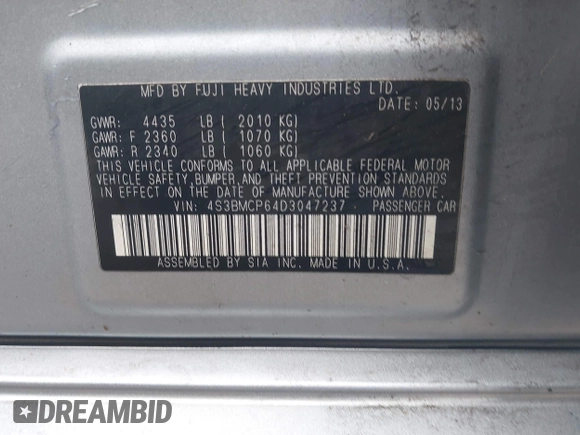 MFD BY FUJI HEAVY INDUSTRIES LTD.
DATE: 05/13
GVWR: 4435 LB ( 2010 KG)
GAWR: F 2360 LB ( 1070 KG)
GAWR: R 2340 LB ( 1060 KG)
THIS VEHICLE CONFORMS TO ALL APPLICABLE FEDERAL MOTOR
VEHICLE SAFETY,BUMPER,AND THEFT PREVENTION STANDARDS
IN EFFECT ON THE DATE OF MANUFACTURE SHOWN ABOVE.
VIN: 4S3BMCP64D3047237 PASSENGER CAR
ASSEMBLED BY SIA INC. MADE IN U.S.A.
DREAMBID